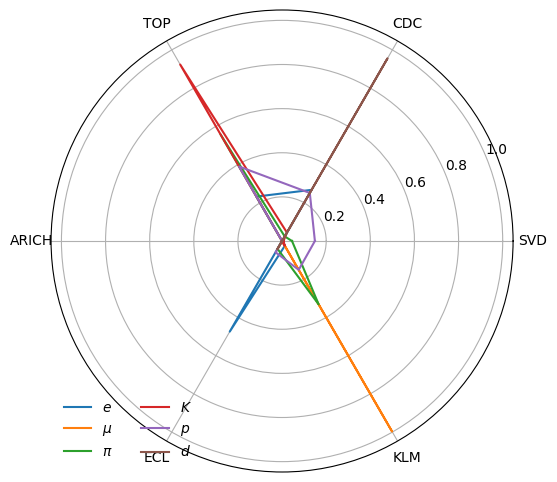 TOP
CDC
1.0
0.8
0.6
0.4
0.2
ARICH
SVD
e K
μ p
π d
ECL
KLM